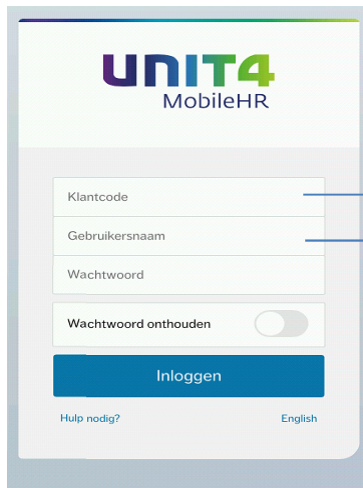 UNIT4
MobileHR
Klantcode
Gebruikersnaam
Wachtwoord
Wachtwoord onthouden
Inloggen
Hulp nodig? English